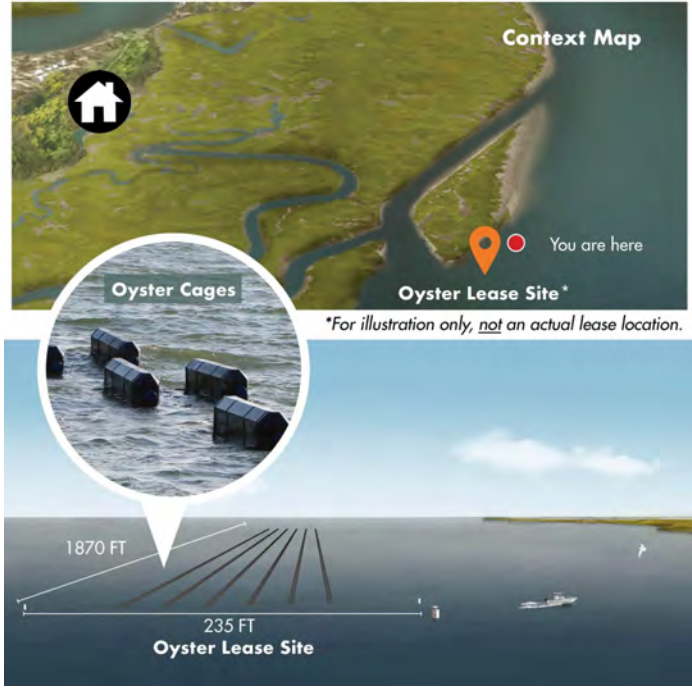 Context Map
You are here
Oyster Lease Site*
*For illustration only, not an actual lease location.
Oyster Cages
1870 FT
235 FT
Oyster Lease Site